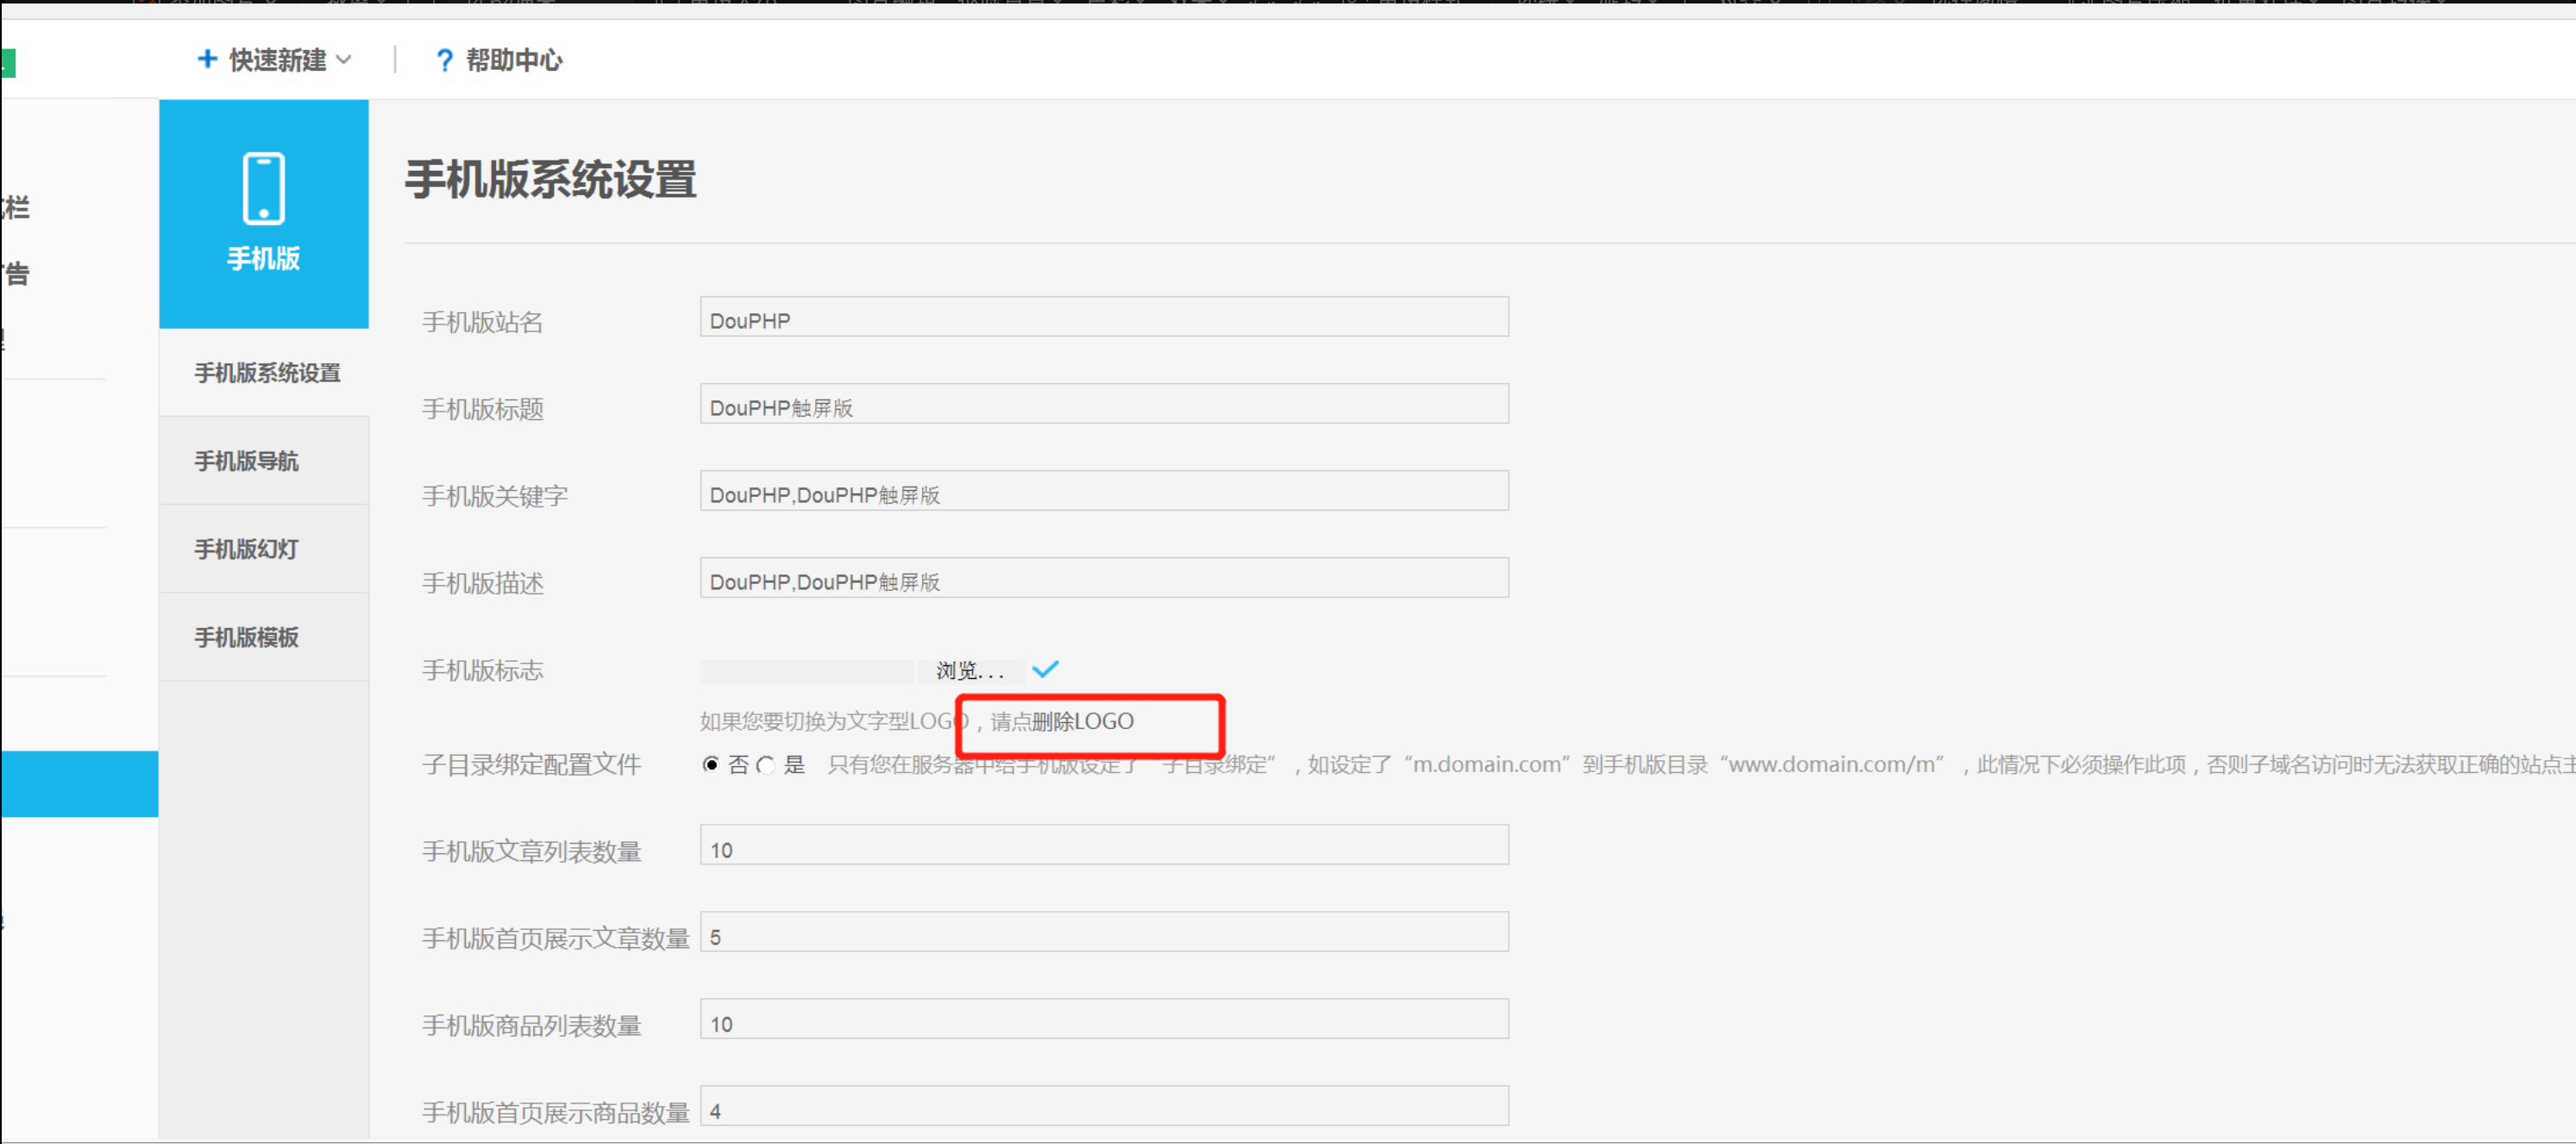 快速新建
? 帮助中心
栏
告
手机版
手机版系统设置
手机版导航
手机版幻灯
手机版模板
手机版系统设置
手机版站名 DouPHP
手机版标题 DouPHP触屏版
手机版关键字 DouPHP,DouPHP触屏版
手机版描述 DouPHP,DouPHP触屏版
手机版标志 浏览...
如果您要切换为文字型LOGO，请点删除LOGO
子目录绑定配置文件 否 是 只有您在服务器中给手机版设定了“子目录绑定”，如设定了“m.domain.com”到手机版目录“www.domain.com/m”，此情况下必须操作此项，否则子域名访问时无法获取正确的站点主
手机版文章列表数量 10
手机版首页展示文章数量 5
手机版商品列表数量 10
手机版首页展示商品数量 4